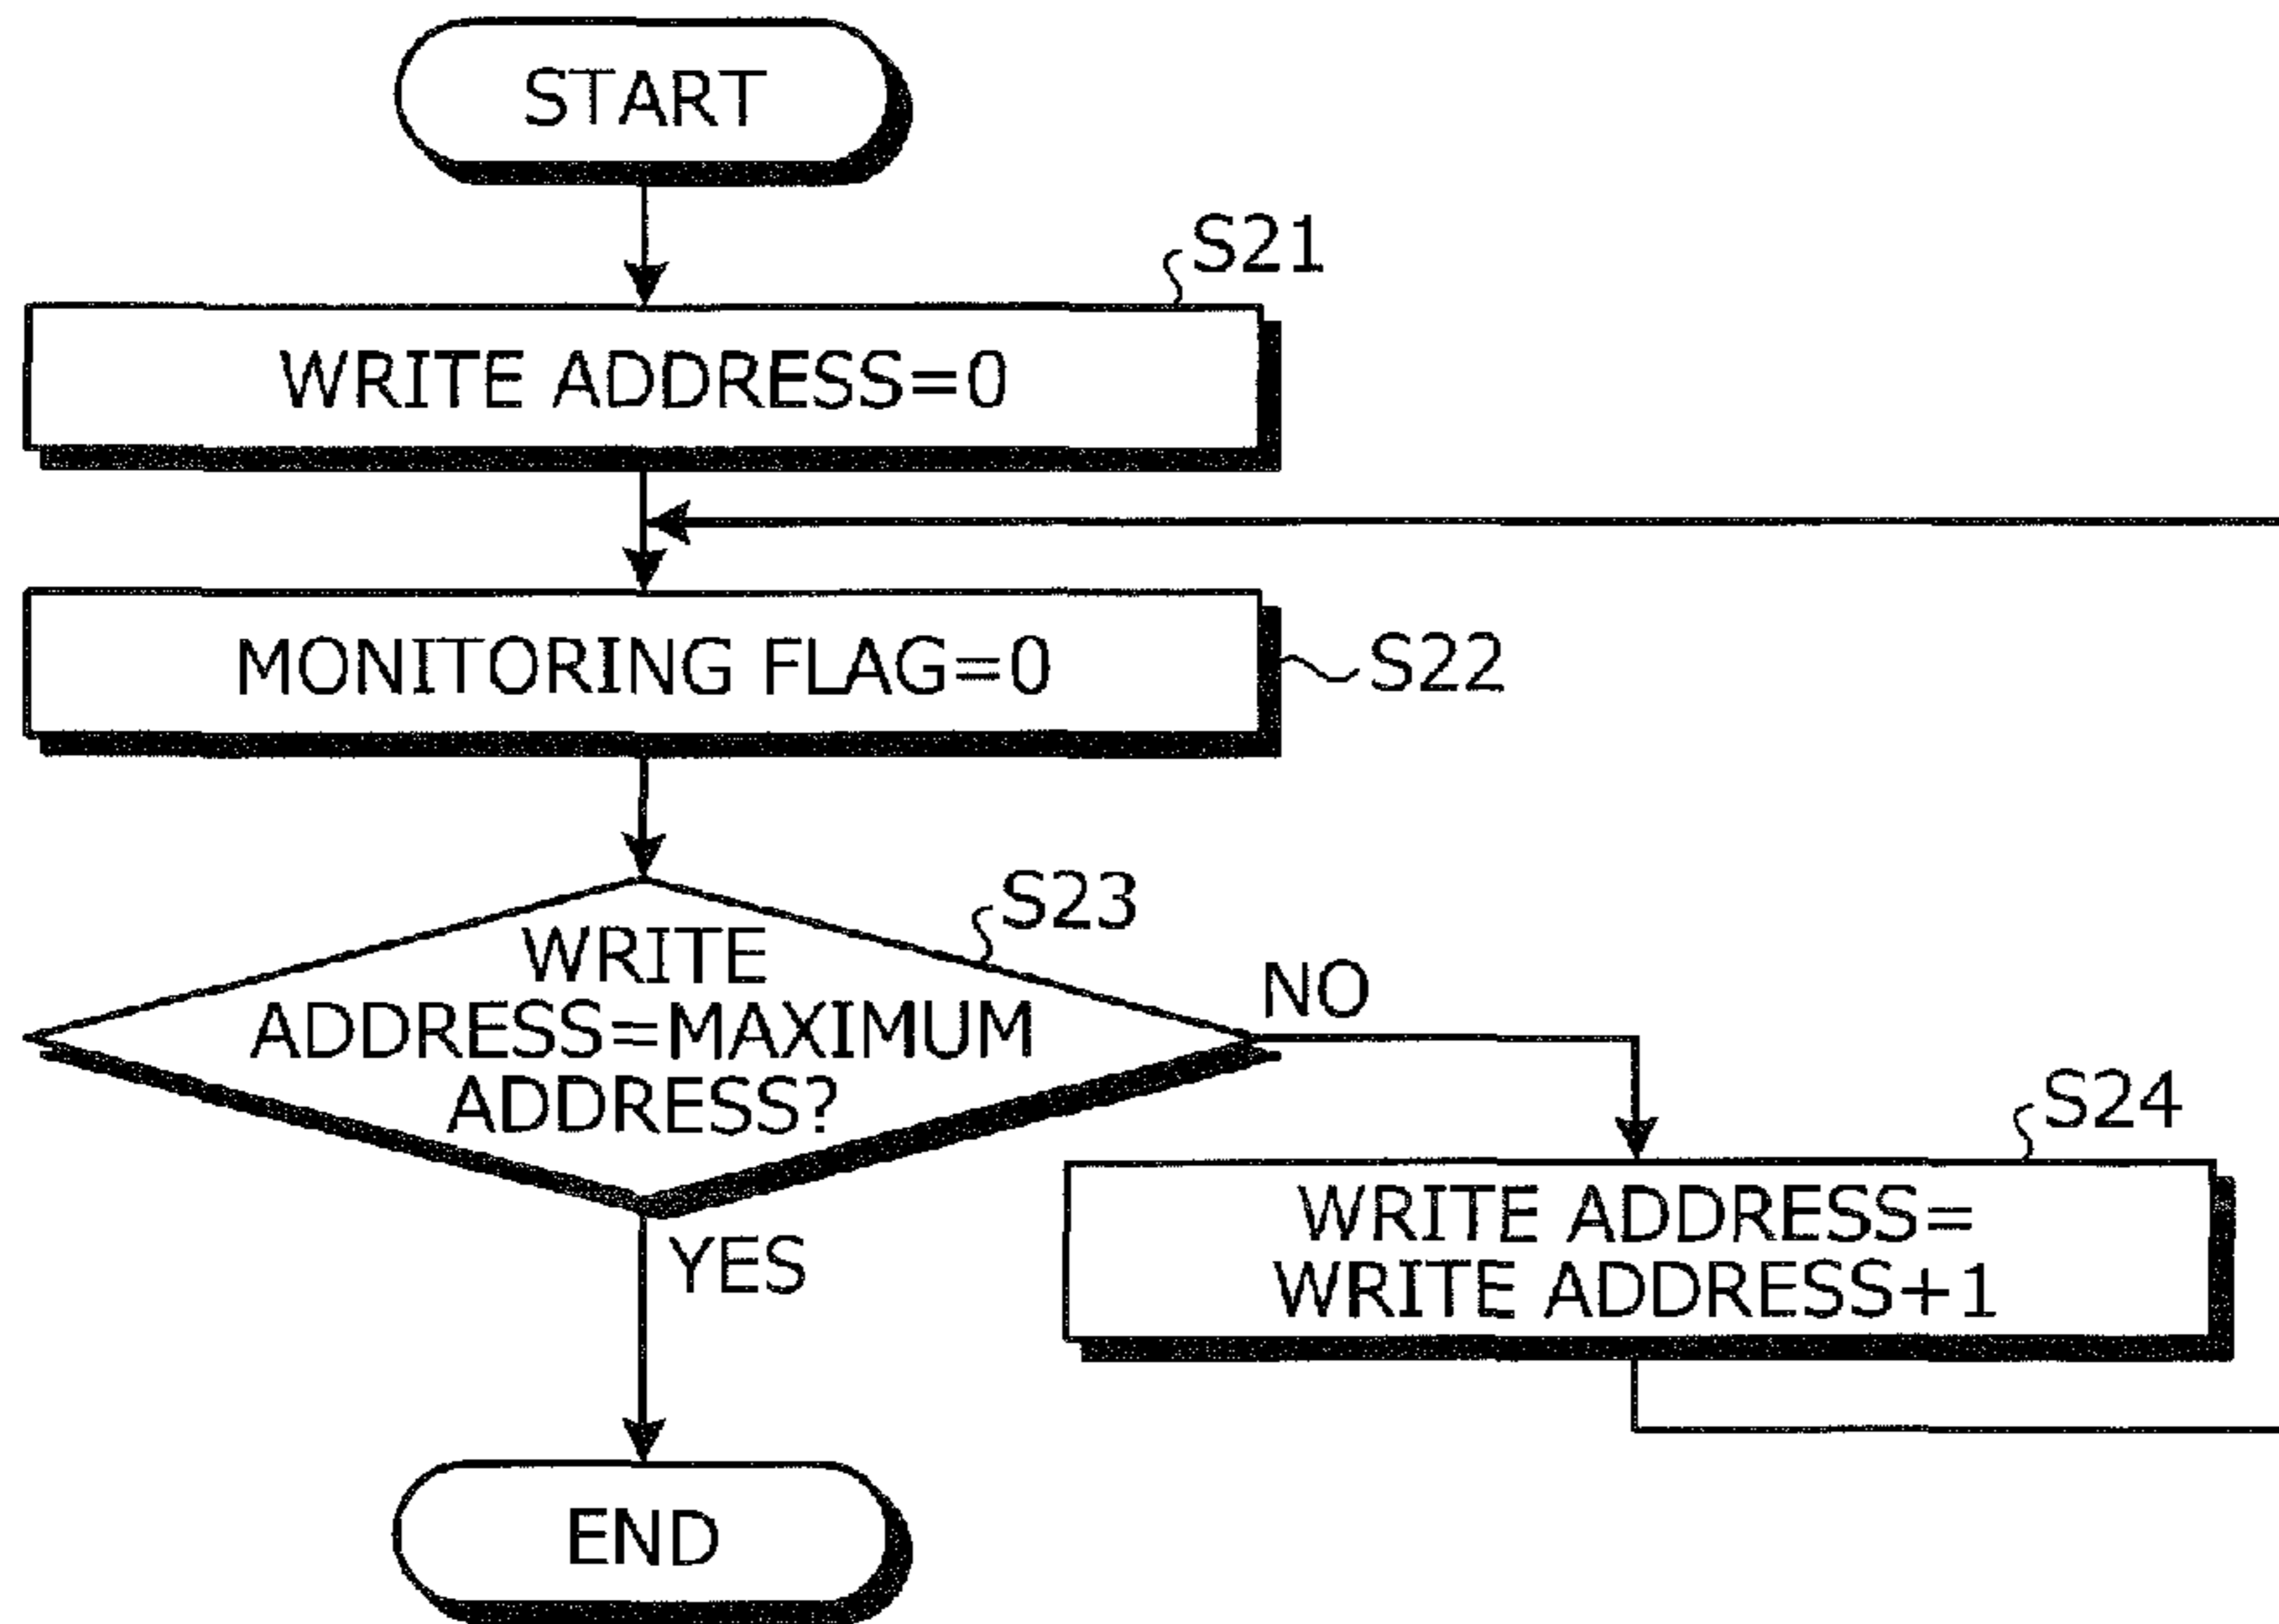 START
S21
WRITE ADDRESS=0
MONITORING FLAG=0
S22
S23
WRITE
ADDRESS=MAXIMUM
ADDRESS?
NO
S24
WRITE ADDRESS=
WRITE ADDRESS+1
YES
END